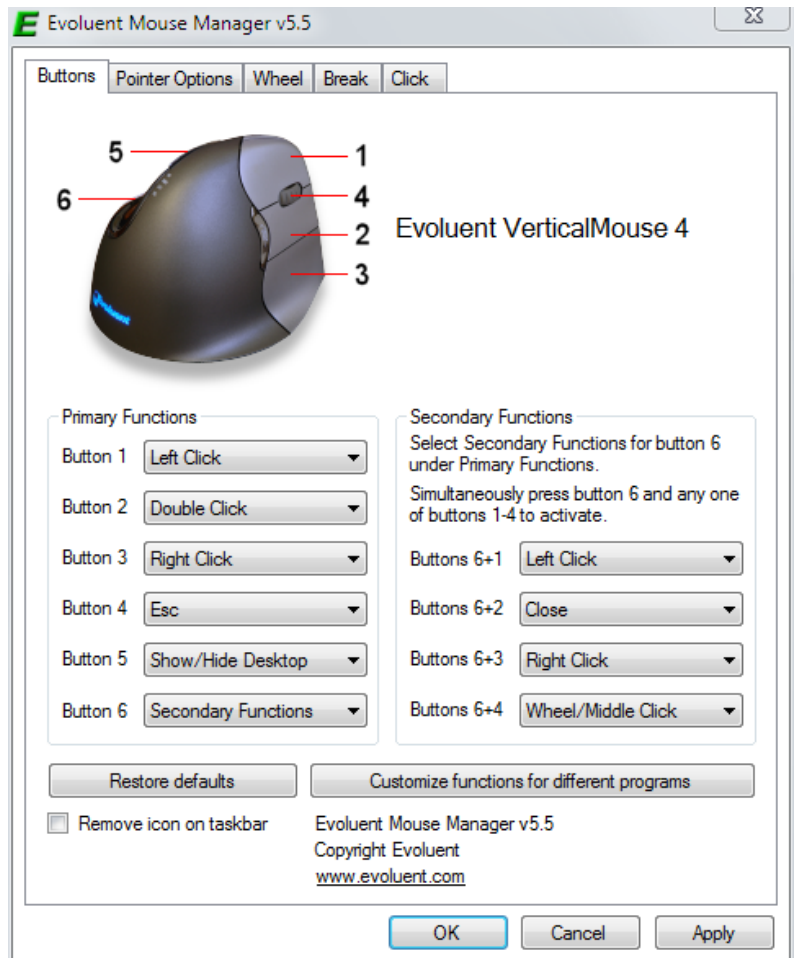 Evoluent Mouse Manager v5.5
Buttons Pointer Options Wheel Break Click
5
1
6
4
2
3
Evoluent VerticalMouse 4
Evoluent
Primary Functions
Button 1 Left Click
Button 2 Double Click
Button 3 Right Click
Button 4 Esc
Button 5 Show/Hide Desktop
Button 6 Secondary Functions
Secondary Functions
Select Secondary Functions for button 6
under Primary Functions.
Simultaneously press button 6 and any one
of buttons 1-4 to activate.
Buttons 6+1 Left Click
Buttons 6+2 Close
Buttons 6+3 Right Click
Buttons 6+4 Wheel/Middle Click
Restore defaults
Customize functions for different programs
Remove icon on taskbar
Evoluent Mouse Manager v5.5
Copyright Evoluent
www.evoluent.com
OK Cancel Apply